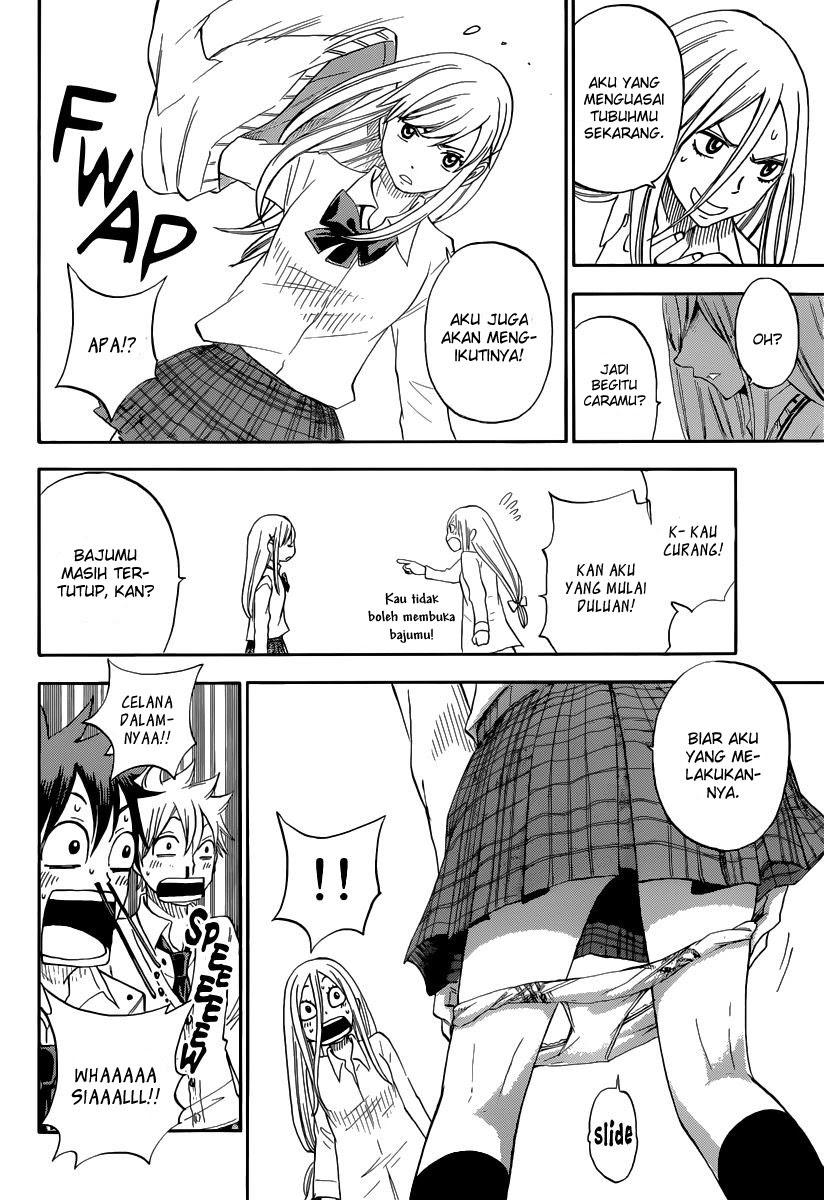 AKU YANG
MENGUASAI
TUBUHMU
SEKARANG.
OH?
JADI
BEGITU
CARAMU?
FWAP
AKU JUGA
AKAN MENG-
IKUTINYA!
APA!?
K- KAU
CURANG!
KAN AKU
YANG MULAI
DULUAN!
Kau tidak
boleh membuka
bajumu!
BAJUMU
MASIH TER-
TUTUP, KAN?
BIAR AKU
YANG ME-
LAKUKAN-
NYA.
slide
!!
CELANA
DALAM-
NYAA!!
SPEEEEEW
WHAAAAA
SIAAALLL!!